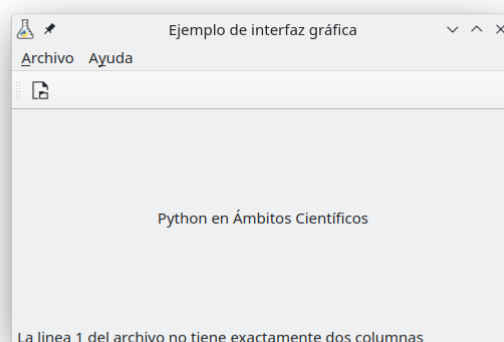 Ejemplo de interfaz gráfica
Archivo Ayuda
Python en Ámbitos Científicos
La linea 1 del archivo no tiene exactamente dos columnas